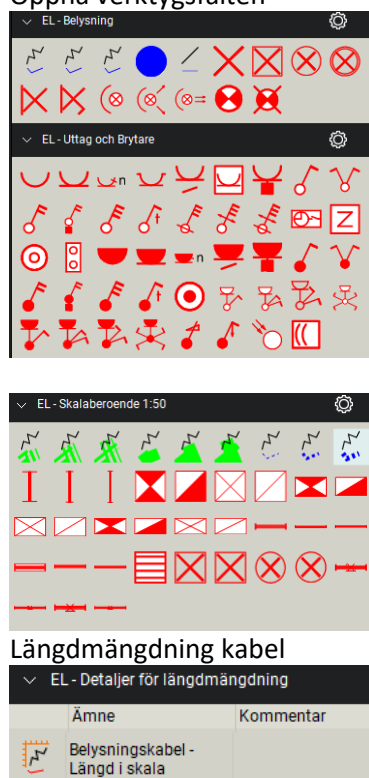 Öppna verktygsfälten
EL - Belysning
n
EL - Uttag och Brytare
t
Z
n
t
EL - Skalaberoende 1:50
Längdmängdning kabel
EL - Detaljer för längdmängdning
Ämne Kommentar
Belysningskabel -
Längd i skala